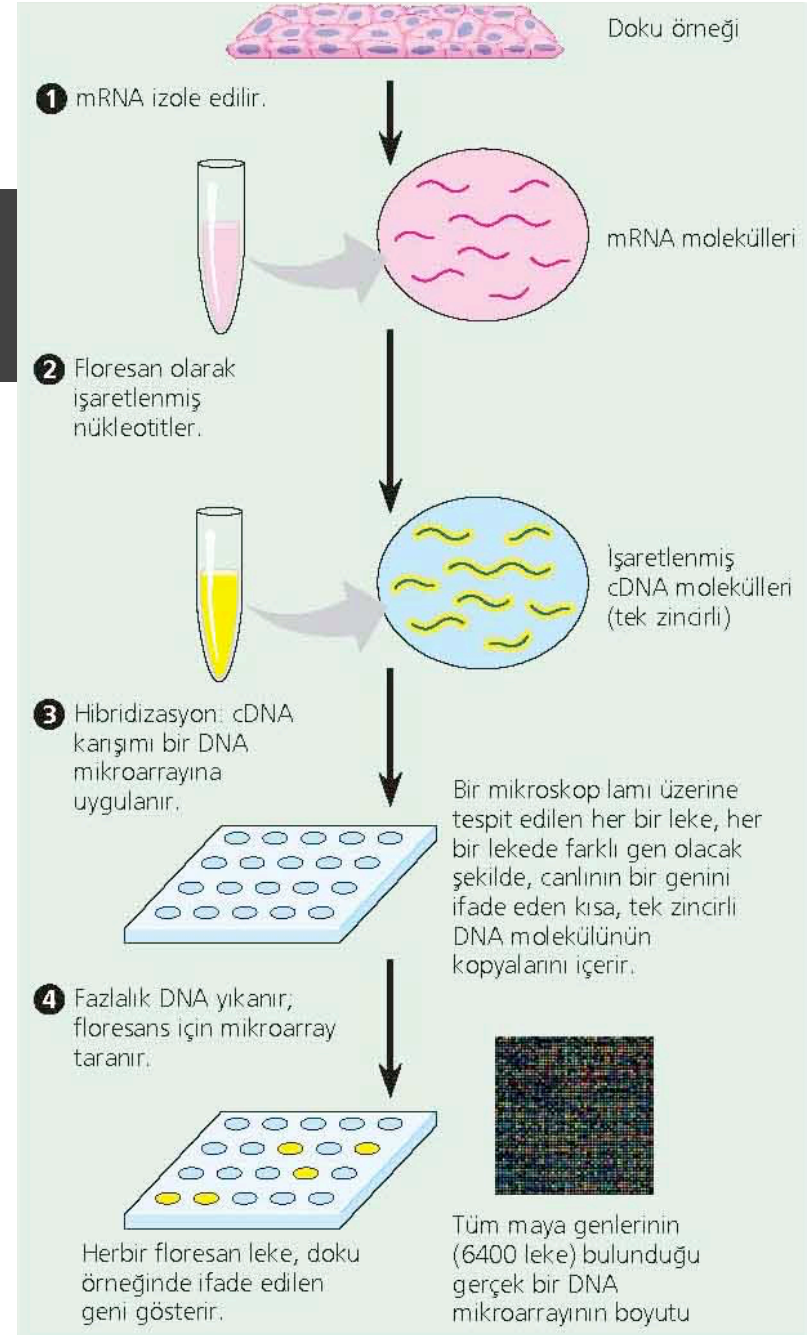 Doku örneği
1 mRNA izole edilir.
mRNA molekülleri
2 Floresan olarak
işaretlenmiş
nükleotitler.
İşaretlenmiş
cDNA molekülleri
(tek zincirli)
3 Hibridizasyon: cDNA
karışımı bir DNA
mikroarrayına
uygulanır.
Bir mikroskop lamı üzerine
tespit edilen her bir leke, her
bir lekede farklı gen olacak
şekilde, canlının bir genini
ifade eden kısa, tek zincirli
DNA molekülünün
kopyalarını içerir.
4 Fazlalık DNA yıkanır;
floresans için mikroarray
taranır.
Herbir floresan leke, doku
örneğinde ifade edilen
geni gösterir.
Tüm maya genlerinin
(6400 leke) bulunduğu
gerçek bir DNA
mikroarrayının boyutu